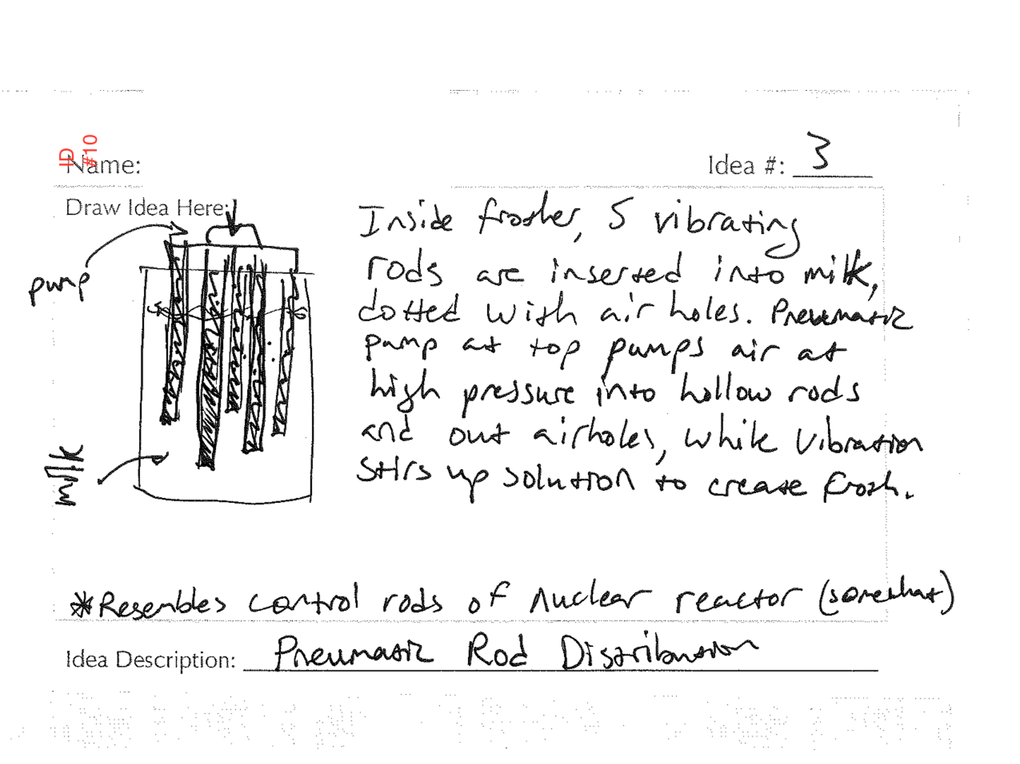 ID
#10
Name:
Idea #: 3
Draw Idea Here:
pump
milk
Inside frother, 5 vibrating
rods are inserted into milk,
dotted with air holes. Pneumatic
pump at top pumps air at
high pressure into hollow rods
and out airholes, while vibration
stirs up solution to create froth.
*Resembles control rods of nuclear reactor (somewhat)
Idea Description: Pneumatic Rod Distribution